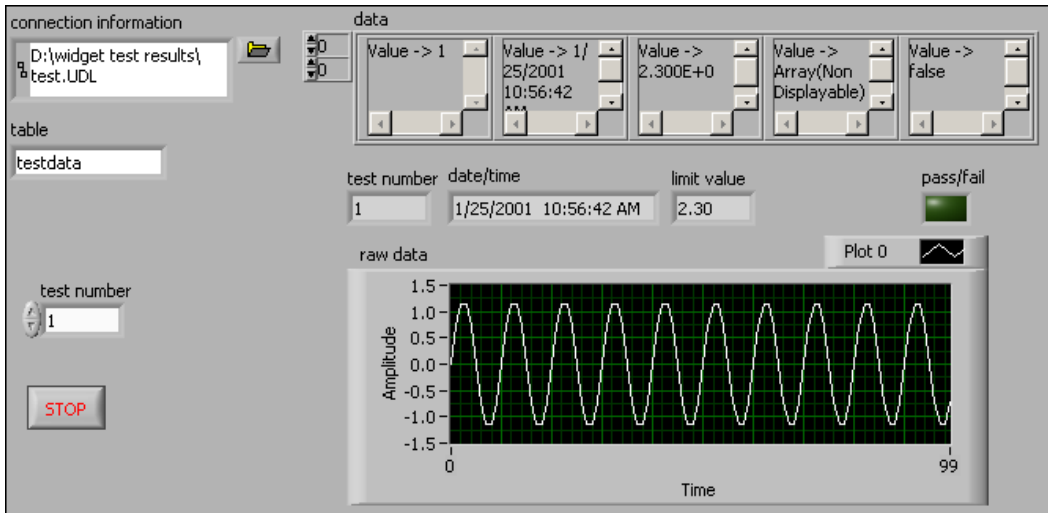 connection information
D:\widget test results\
test.UDL
table
testdata
test number
1
STOP
data
0
0
Value -> 1
Value -> 1/
25/2001
10:56:42
AM
Value ->
2.300E+0
Value ->
Array(Non
Displayable)
Value ->
false
test number
1
date/time
1/25/2001 10:56:42 AM
limit value
2.30
pass/fail
raw data
Plot 0
Amplitude
1.5
1.0
0.5
0.0
-0.5
-1.0
-1.5
0
99
Time